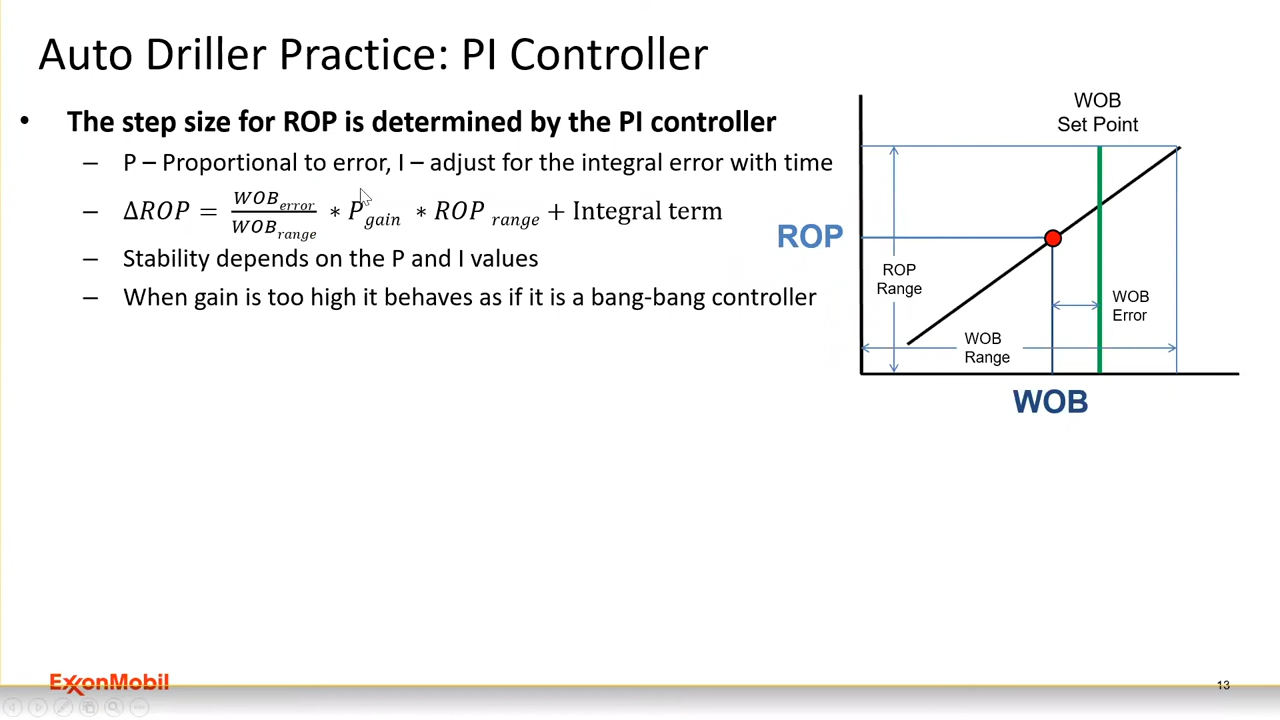 Auto Driller Practice: PI Controller
• The step size for ROP is determined by the PI controller
– P – Proportional to error, I – adjust for the integral error with time
– ΔROP = WOB_error / WOB_range * P_gain * ROP_range + Integral term
– Stability depends on the P and I values
– When gain is too high it behaves as if it is a bang-bang controller
WOB
Set Point
ROP
ROP
Range
WOB
Error
WOB
Range
WOB
ExxonMobil
13